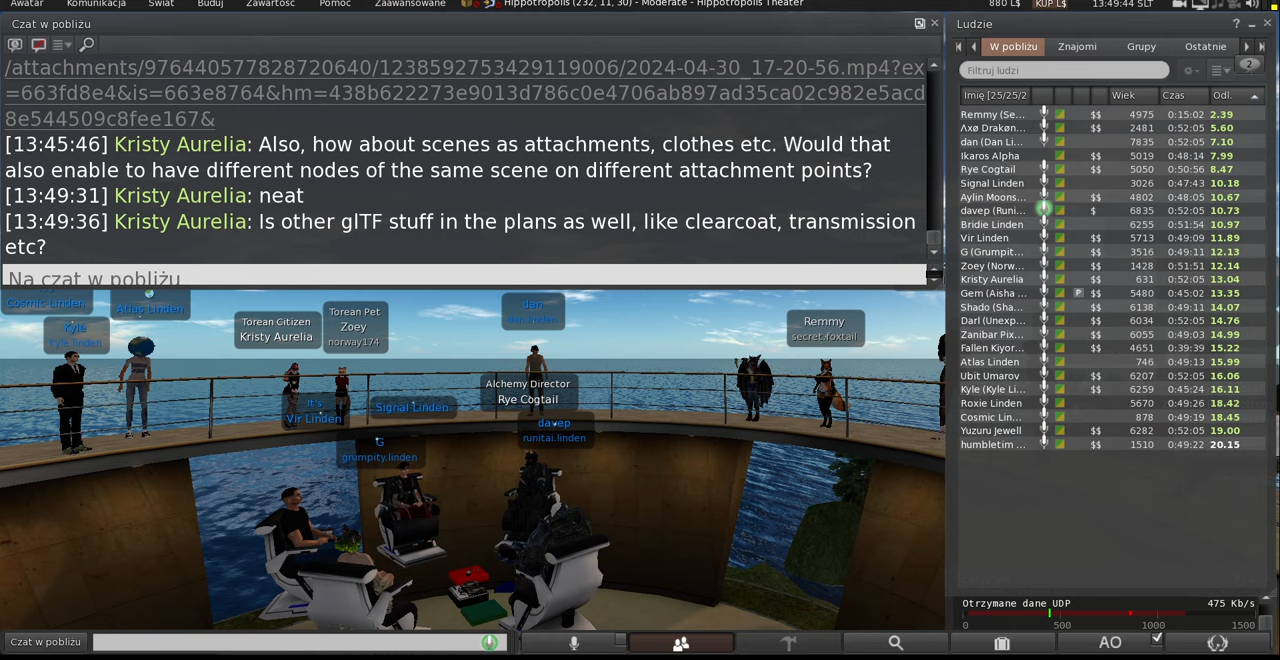 Awatar Komunikacja Świat Buduj Zawartość Pomoc Zaawansowane Hippotropolis (232, 11, 30) - Moderate - Hippotropolis Theater 880 L$ KUP L$ 13:49:44 SLT
Czat w pobliżu
/attachments/976440577828720640/1238592753429119006/2024-04-30_17-20-56.mp4?ex
=663fd8e4&is=663e8764&hm=438b622273e9013d786c0e4706ab897ad35ca02c982e5acd
8e544509c8fee167&
[13:45:46] Kristy Aurelia: Also, how about scenes as attachments, clothes etc. Would that
also enable to have different nodes of the same scene on different attachment points?
[13:49:31] Kristy Aurelia: neat
[13:49:36] Kristy Aurelia: Is other glTF stuff in the plans as well, like clearcoat, transmission
etc?
Na czat w pobliżu
Cosmic Linden
Atlas Linden
Kyle
kyle.linden
Torean Citizen
Kristy Aurelia
Torean Pet
Zoey
norway174
dan
dan.linden
Remmy
secret.foxtail
Alchemy Director
Rye Cogtail
It's
Vir Linden
Signal Linden
davep
runitai.linden
G
grumpity.linden
Czat w pobliżu
AO
Ludzie
? _ ×
W pobliżu Znajomi Grupy Ostatnie
Filtruj ludzi
2
Imię [25/25/2 Wiek Czas Odl.
Remmy (Se... $$ 4975 0:15:02 2.39
Λxø Drakøn... $$ 2481 0:52:05 5.60
dan (Dan Li... 7835 0:52:05 7.10
Ikaros Alpha $$ 5019 0:48:14 7.99
Rye Cogtail $$ 5050 0:50:56 8.47
Signal Linden 3026 0:47:43 10.18
Aylin Moons... $$ 4802 0:48:05 10.67
davep (Runi... $ 6835 0:52:05 10.73
Bridie Linden 6255 0:51:54 10.97
Vir Linden $$ 5713 0:49:09 11.89
G (Grumpit... $$ 3516 0:49:11 12.13
Zoey (Norw... $$ 1428 0:51:51 12.14
Kristy Aurelia $$ 631 0:52:05 13.04
Gem (Aisha ... P $$ 5480 0:45:02 13.35
Shado (Sha... $$ 6138 0:49:11 14.07
Darl (Unexp... $$ 6034 0:52:05 14.76
Zanibar Pix... $$ 6055 0:49:03 14.99
Fallen Kiyor... $$ 4651 0:39:39 15.22
Atlas Linden 746 0:49:13 15.99
Ubit Umarov $$ 6207 0:52:05 16.06
Kyle (Kyle Li... $$ 6259 0:45:24 16.11
Roxie Linden 5670 0:49:26 18.42
Cosmic Lin... 878 0:49:19 18.45
Yuzuru Jewell $$ 6282 0:52:05 19.00
humbletim ... $$ 1510 0:49:22 20.15
Otrzymane dane UDP 475 Kb/s
0 500 1000 1500